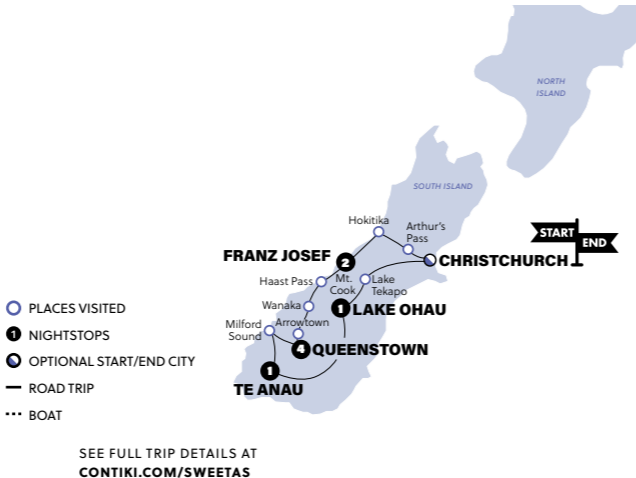 NORTH
ISLAND
SOUTH ISLAND
Hokitika
Arthur's
Pass
START
END
FRANZ JOSEF
2
CHRISTCHURCH
Haast Pass
Mt.
Cook
Lake
Tekapo
Wanaka
1
LAKE OHAU
Milford
Sound
Arrowtown
4
QUEENSTOWN
1
TE ANAU
PLACES VISITED
1
NIGHTSTOPS
OPTIONAL START/END CITY
ROAD TRIP
BOAT
SEE FULL TRIP DETAILS AT
CONTIKI.COM/SWEETAS